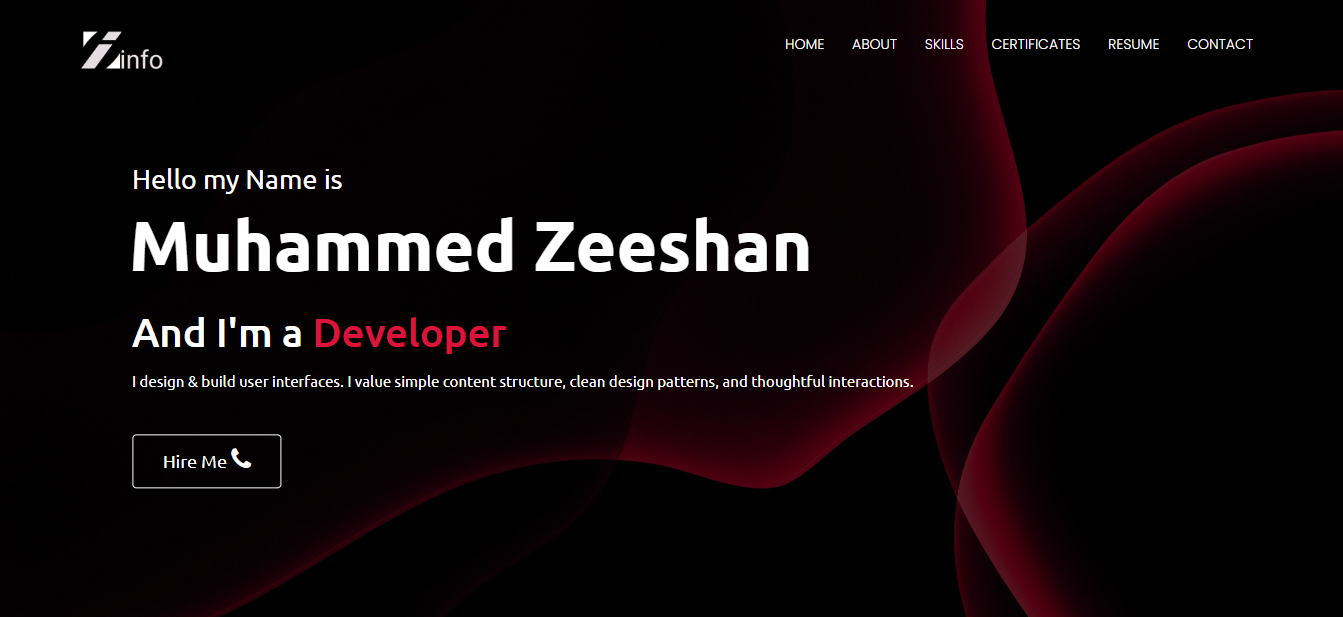 Zinfo
HOME ABOUT SKILLS CERTIFICATES RESUME CONTACT
Hello my Name is
Muhammed Zeeshan
And I'm a Developer
I design & build user interfaces. I value simple content structure, clean design patterns, and thoughtful interactions.
Hire Me